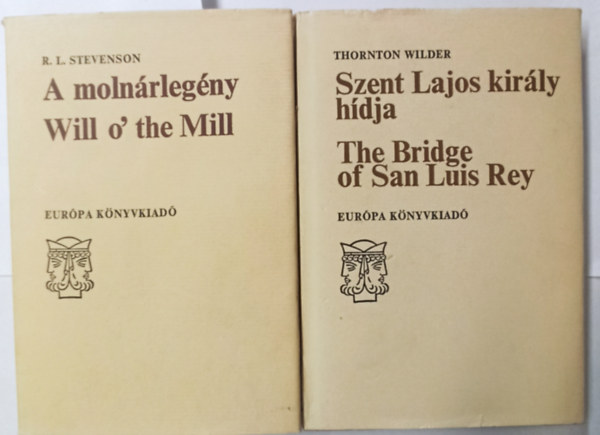 R. L. STEVENSON
A molnárlegény
Will o' the Mill
EURÓPA KÖNYVKIADÓ
THORNTON WILDER
Szent Lajos király
hídja
The Bridge
of San Luis Rey
EURÓPA KÖNYVKIADÓ